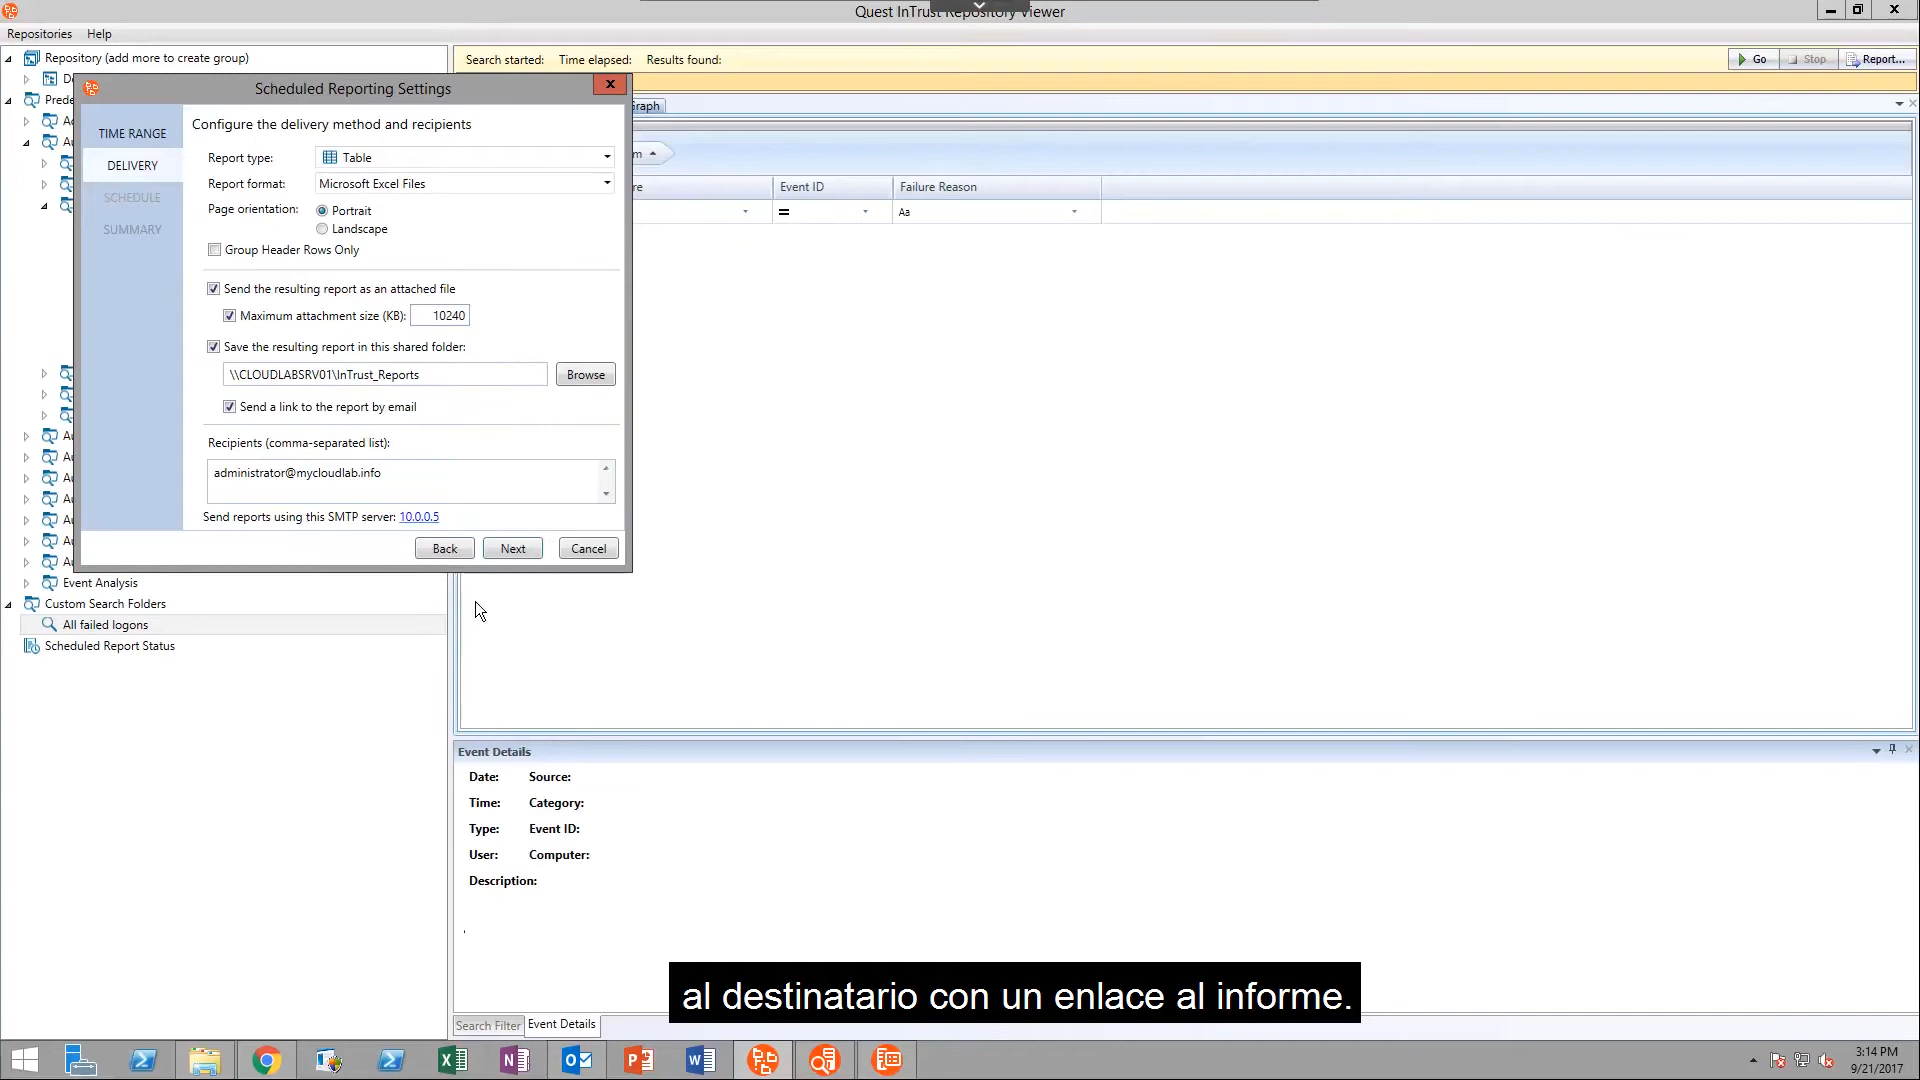 Quest InTrust Repository Viewer
Repositories Help
Repository (add more to create group)
Search started: Time elapsed: Results found:
Go Stop Report...
Scheduled Reporting Settings
TIME RANGE
DELIVERY
SCHEDULE
SUMMARY
Configure the delivery method and recipients
Report type: Table
Report format: Microsoft Excel Files
Page orientation: Portrait
Landscape
Group Header Rows Only
Send the resulting report as an attached file
Maximum attachment size (KB): 10240
Save the resulting report in this shared folder:
\\CLOUDLABSRV01\InTrust_Reports Browse
Send a link to the report by email
Recipients (comma-separated list):
administrator@mycloudlab.info
Send reports using this SMTP server: 10.0.0.5
Back Next Cancel
Event ID Failure Reason
= Aa
Event Analysis
Custom Search Folders
All failed logons
Scheduled Report Status
Event Details
Date: Source:
Time: Category:
Type: Event ID:
User: Computer:
Description:
al destinatario con un enlace al informe.
Search Filter Event Details
3:14 PM
9/21/2017